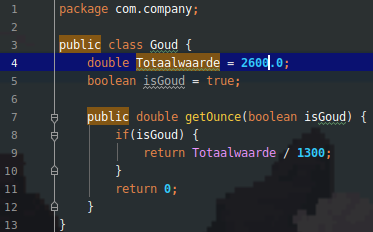 1 package com.company;
2
3 public class Goud {
4 double Totaalwaarde = 2600.0;
5 boolean isGoud = true;
6
7 public double getOunce(boolean isGoud) {
8 if(isGoud) {
9 return Totaalwaarde / 1300;
10 }
11 return 0;
12 }
13 }